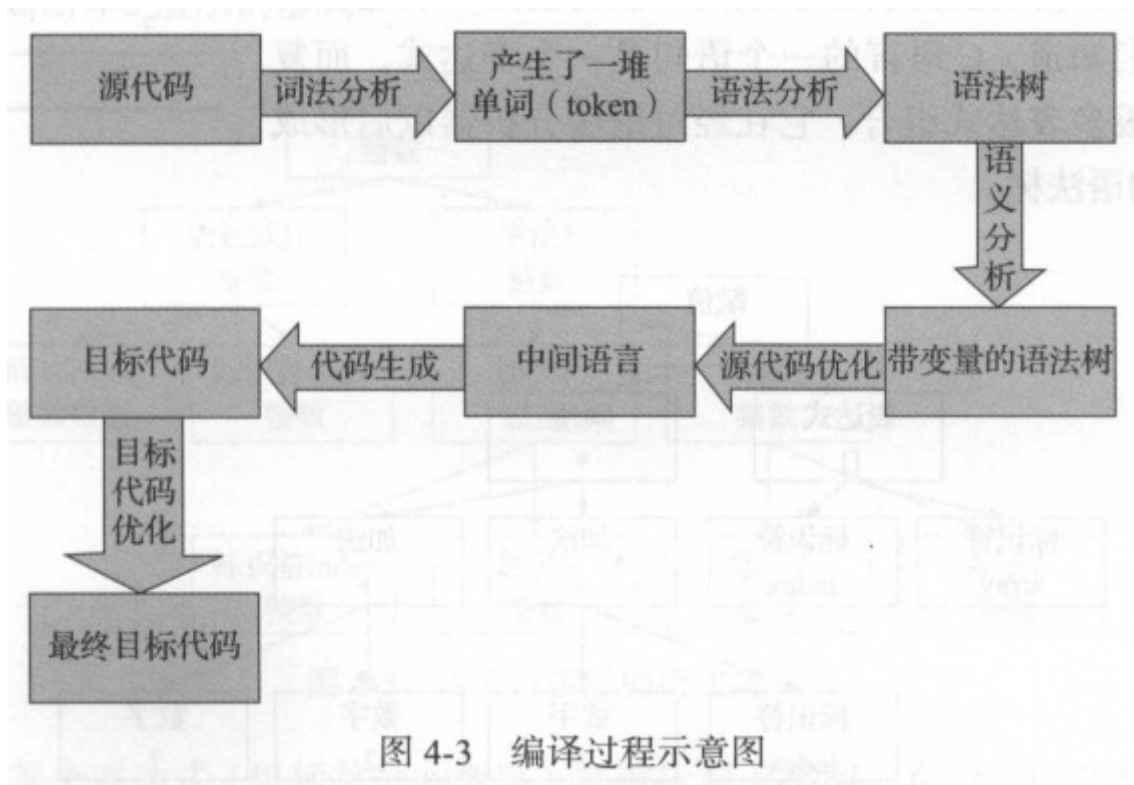 源代码
词法分析
产生了一堆
单词（token）
语法分析
语法树
语义分析
带变量的语法树
源代码优化
中间语言
代码生成
目标代码
目标
代码
优化
最终目标代码
图 4-3 编译过程示意图